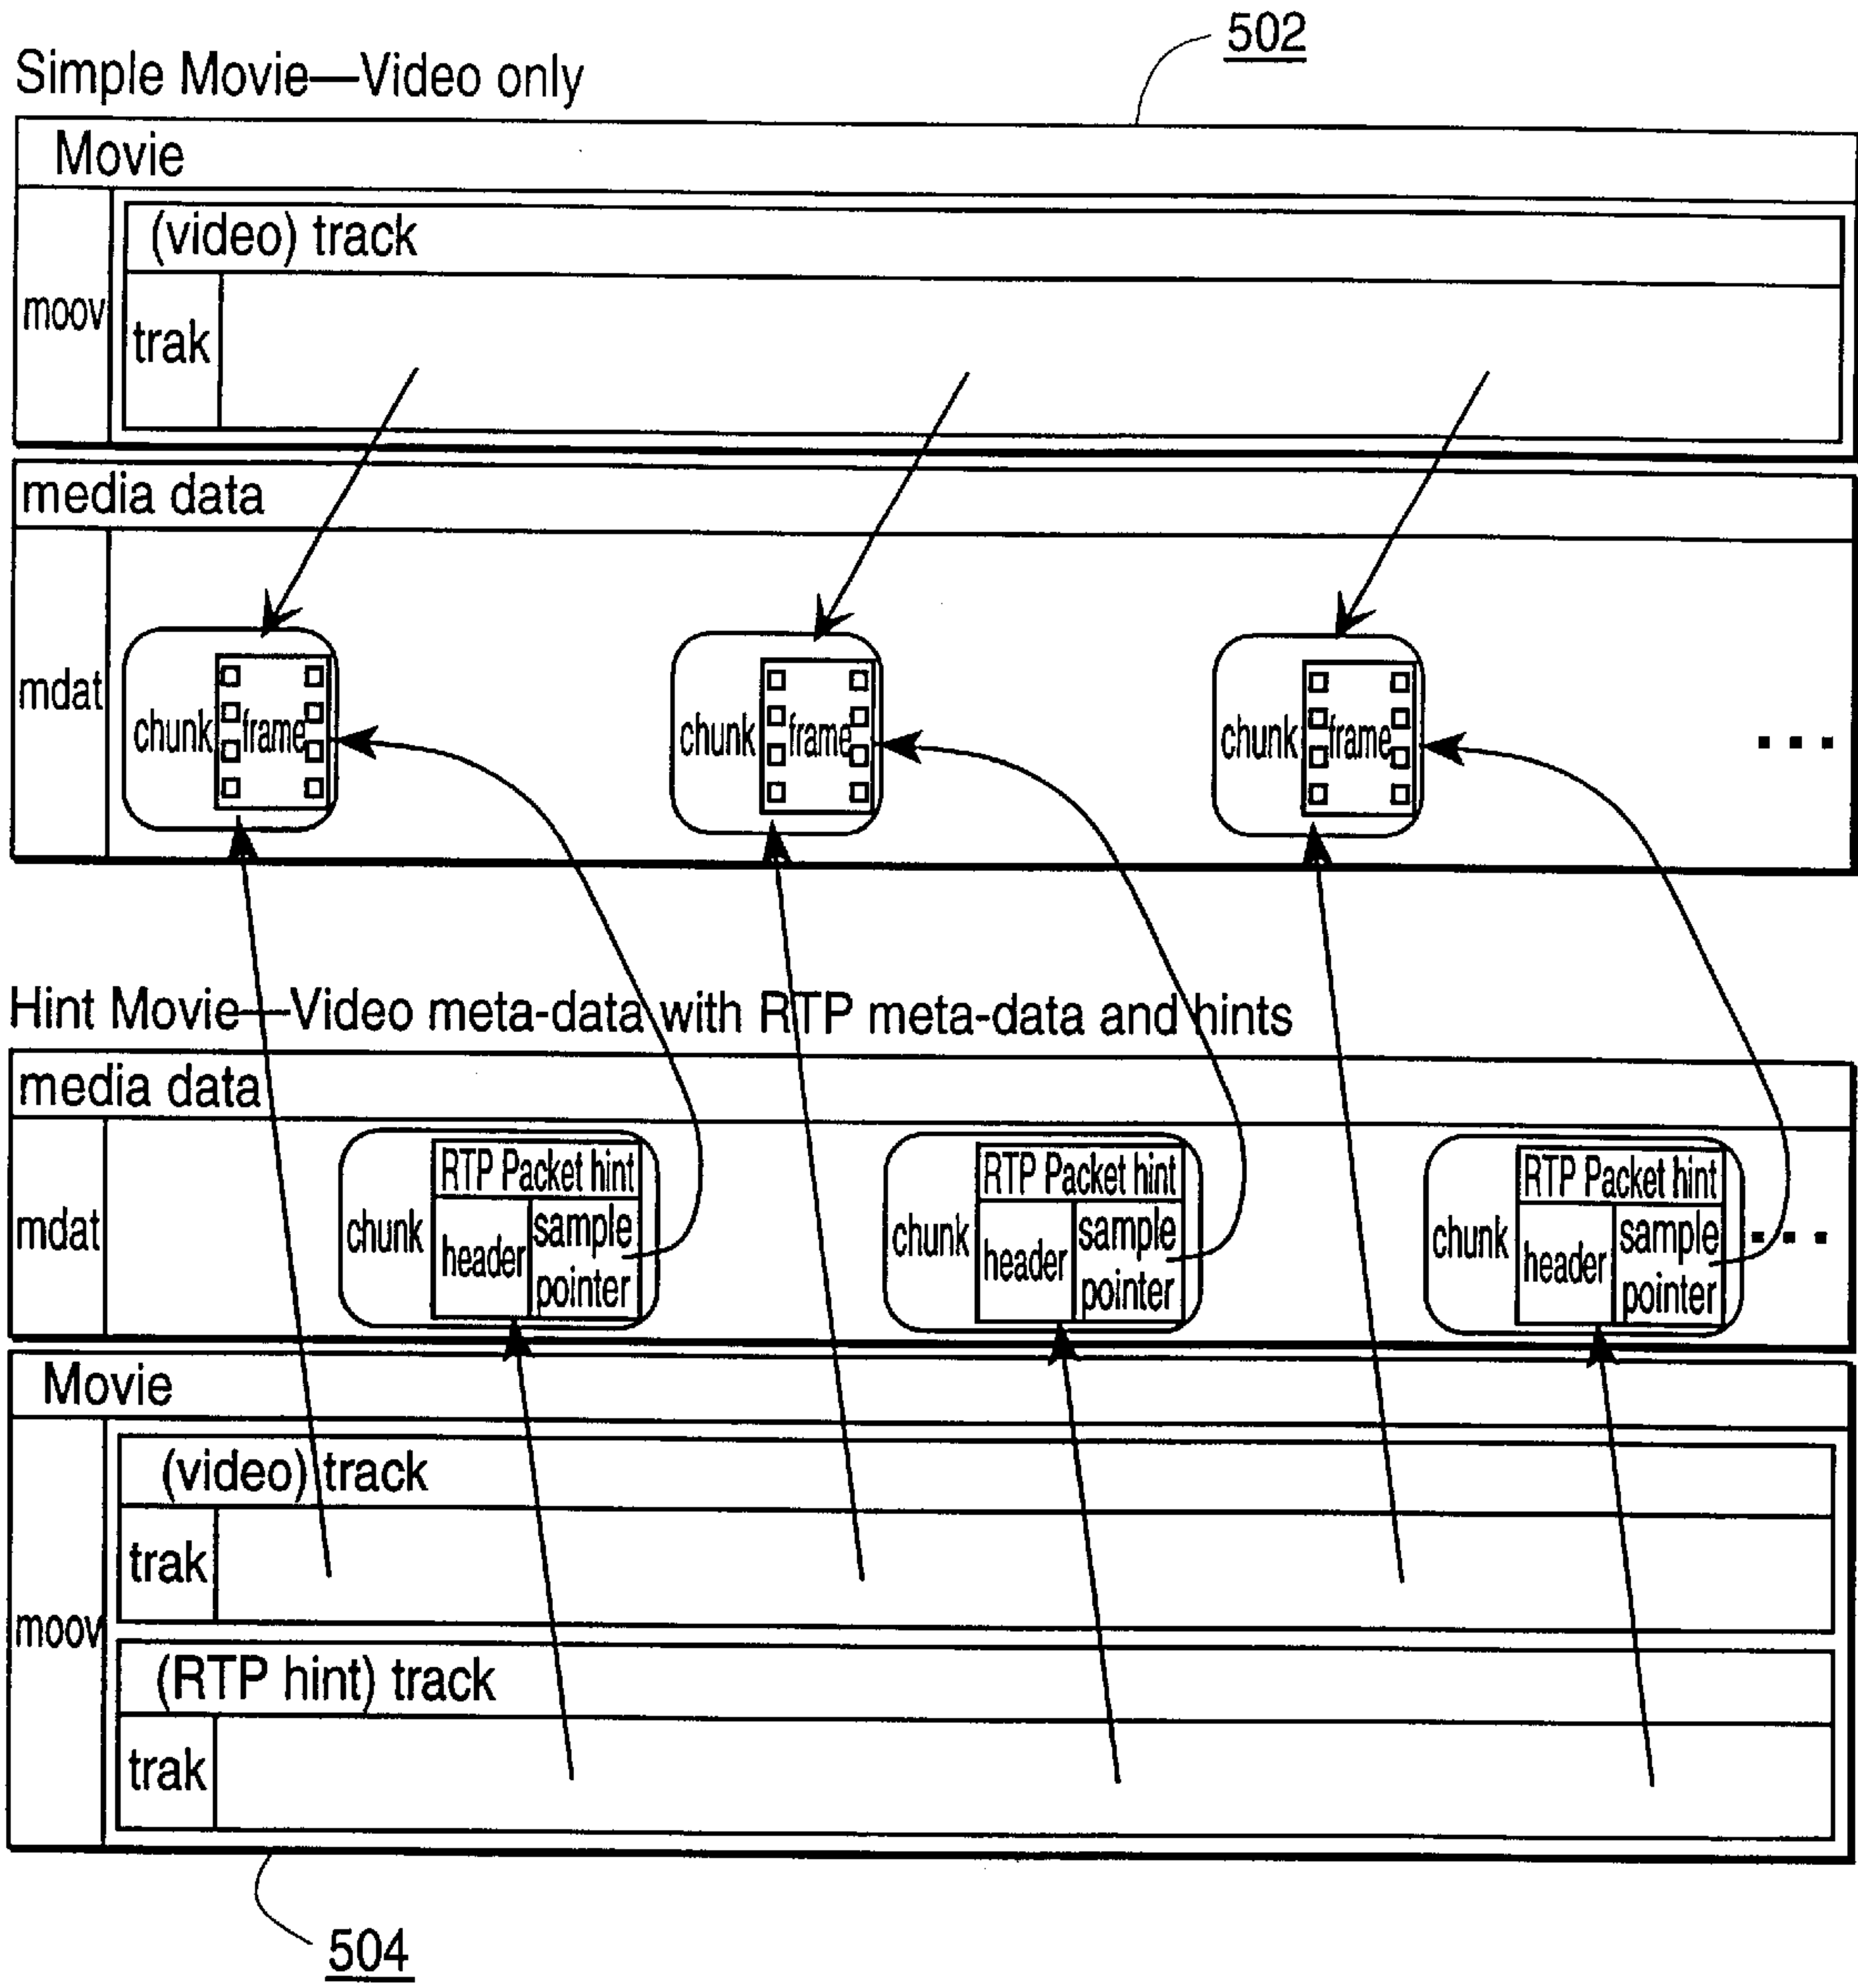 502
Simple Movie—Video only
Movie
(video) track
moov
trak
media data
mdat
chunk frame
chunk frame
chunk frame
...
Hint Movie—Video meta-data with RTP meta-data and hints
media data
mdat
chunk
RTP Packet hint
header
sample
pointer
chunk
RTP Packet hint
header
sample
pointer
chunk
RTP Packet hint
header
sample
pointer
...
Movie
(video) track
trak
moov
(RTP hint) track
trak
504